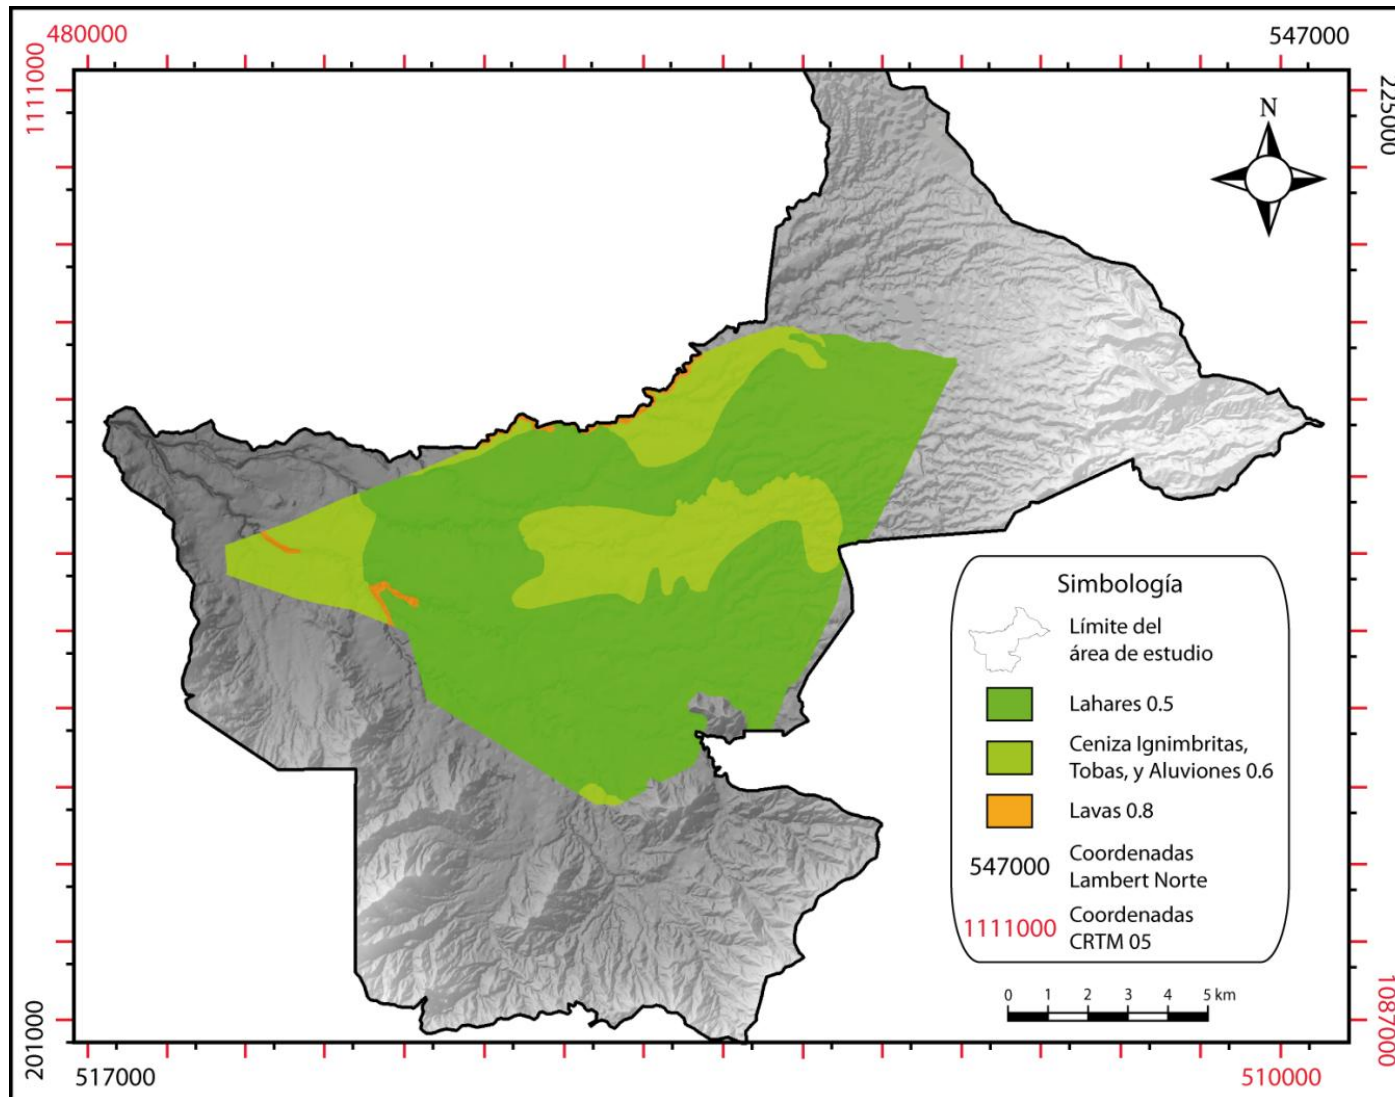 480000
547000
1111000
225000
N
Simbología
Límite del
área de estudio
Lahares 0.5
Ceniza Ignimbritas,
Tobas, y Aluviones 0.6
Lavas 0.8
547000
Coordenadas
Lambert Norte
1111000
Coordenadas
CRTM 05
0 1 2 3 4 5 km
201000
1087000
517000
510000